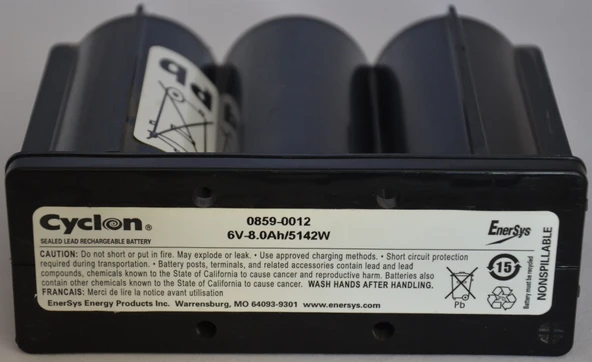 Pb
Cyclon®
SEALED LEAD RECHARGEABLE BATTERY
0859-0012
6V-8.0Ah/5142W
EnerSys
CAUTION: Do not short or put in fire. May explode or leak. • Use approved charging methods. • Short circuit protection
required during transportation. • Battery posts, terminals, and related accessories contain lead and lead
compounds, chemicals known to the State of California to cause cancer and reproductive harm. Batteries also
contain other chemicals known to the State of California to cause cancer. WASH HANDS AFTER HANDLING.
FRANCAIS: Merci de lire la notice avant utilisation
EnerSys Energy Products Inc. Warrensburg, MO 64093-9301 www.enersys.com
Pb
15
Battery must be recycled
NONSPILLABLE